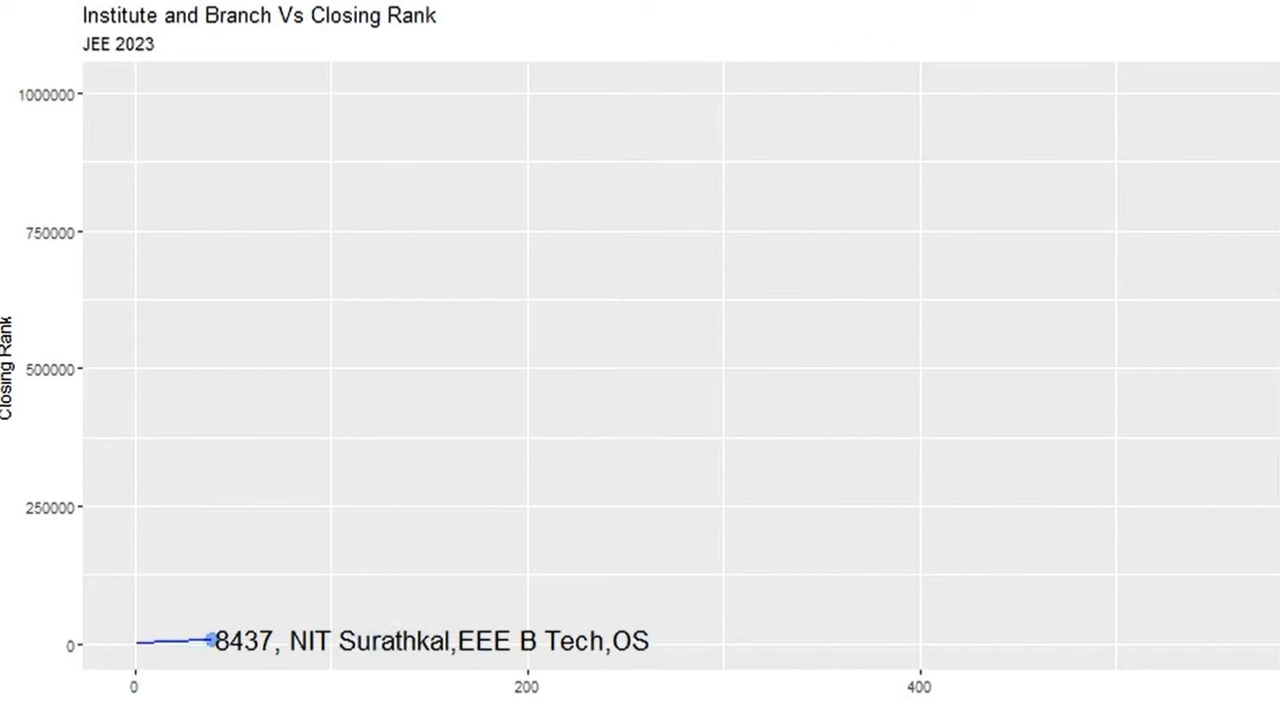 Institute and Branch Vs Closing Rank
JEE 2023
1000000
750000
500000
250000
0
Closing Rank
8437, NIT Surathkal,EEE B Tech,OS
0
200
400